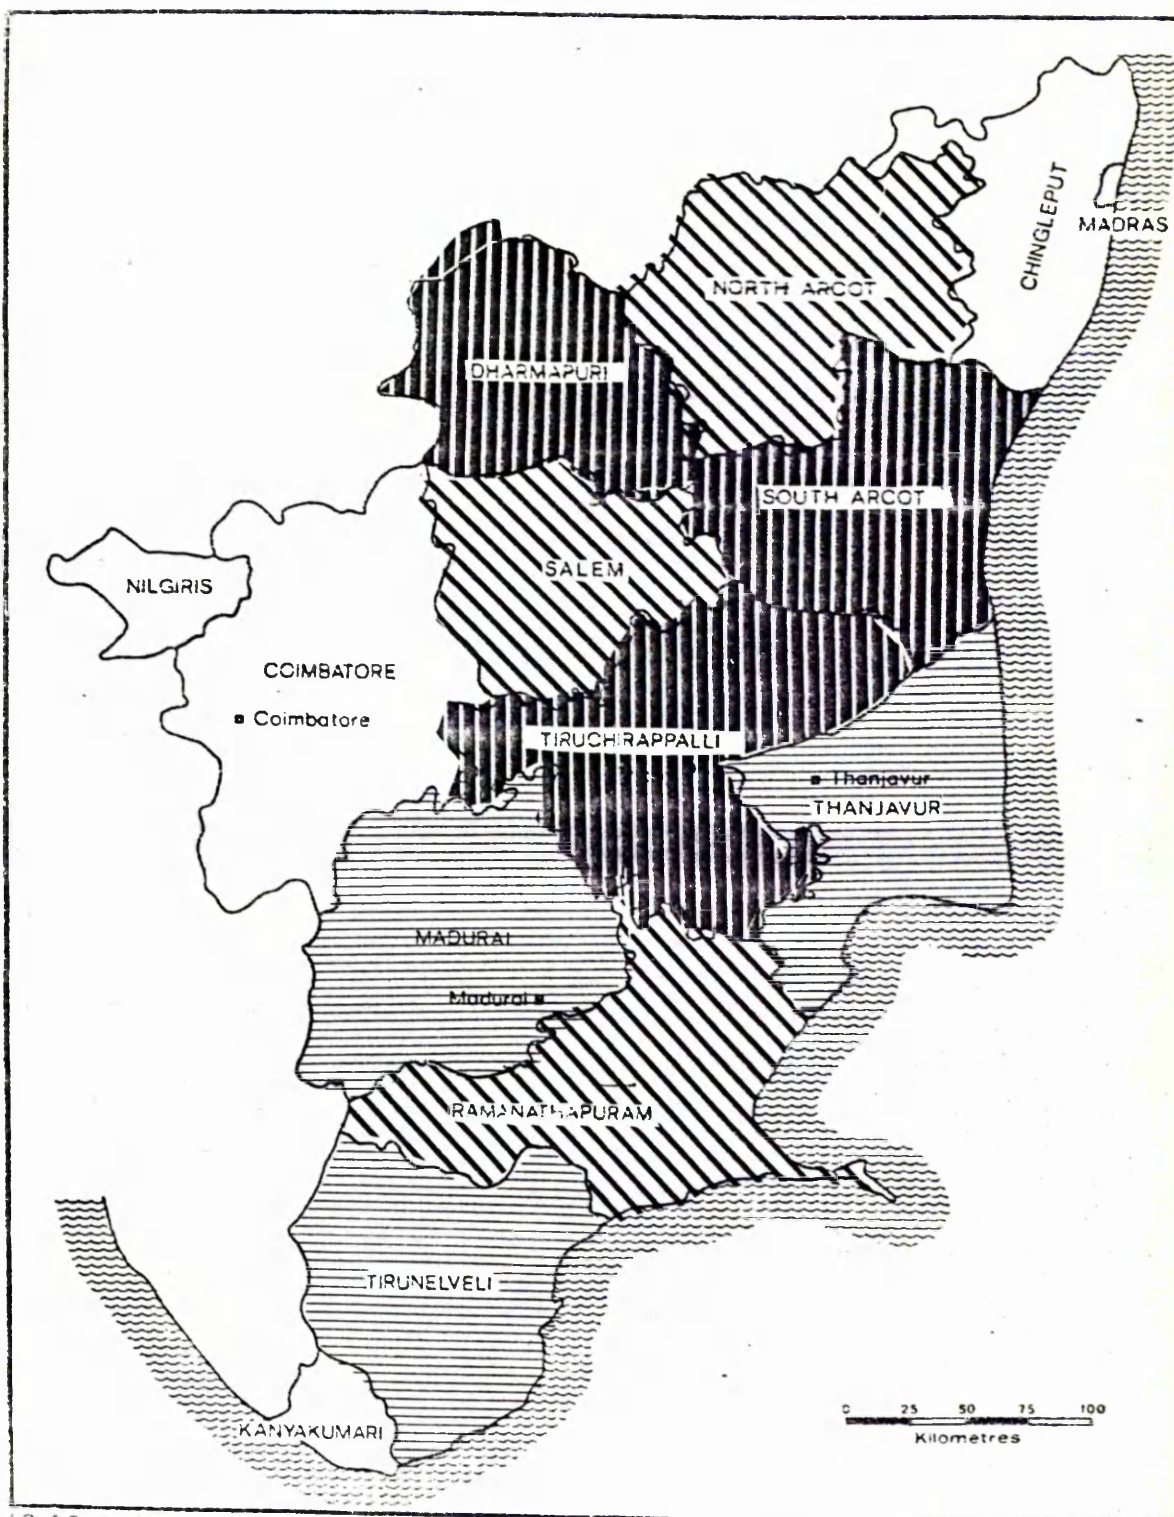 CHINGLEPUT
MADRAS
NORTH ARCOT
DHARMAPURI
SOUTH ARCOT
SALEM
NILGIRIS
COIMBATORE
Coimbatore
TIRUCHIRAPPALLI
Thanjavur
THANJAVUR
MADURAI
Madurai
RAMANATHAPURAM
TIRUNELVELI
KANYAKUMARI
0 25 50 75 100
Kilometres